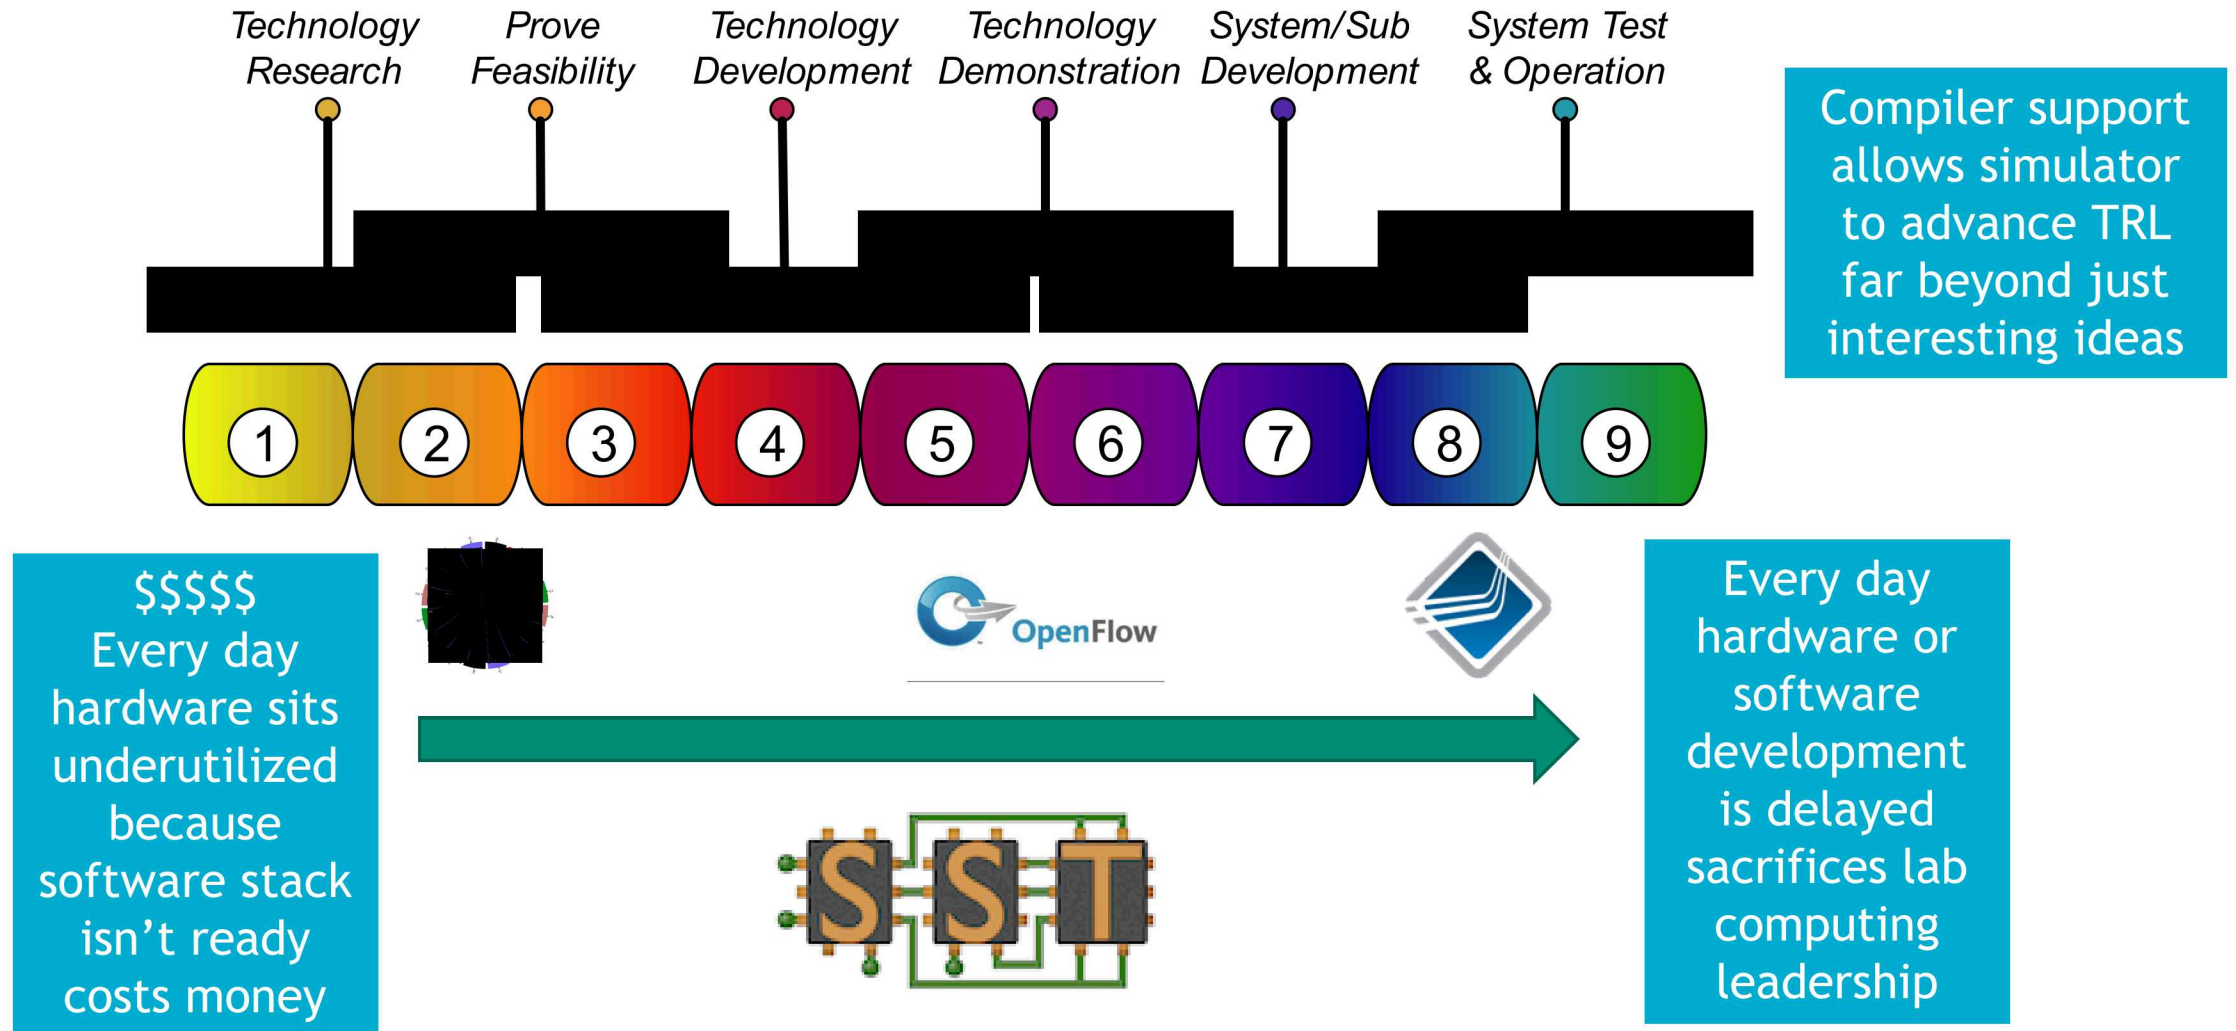 Technology
Research
Prove
Feasibility
Technology
Development
Technology
Demonstration
System/Sub
Development
System Test
& Operation
Compiler support
allows simulator
to advance TRL
far beyond just
interesting ideas
1
2
3
4
5
6
7
8
9
$$$$$
Every day
hardware sits
underutilized
because
software stack
isn’t ready
costs money
OpenFlow
Every day
hardware or
software
development
is delayed
sacrifices lab
computing
leadership
SST